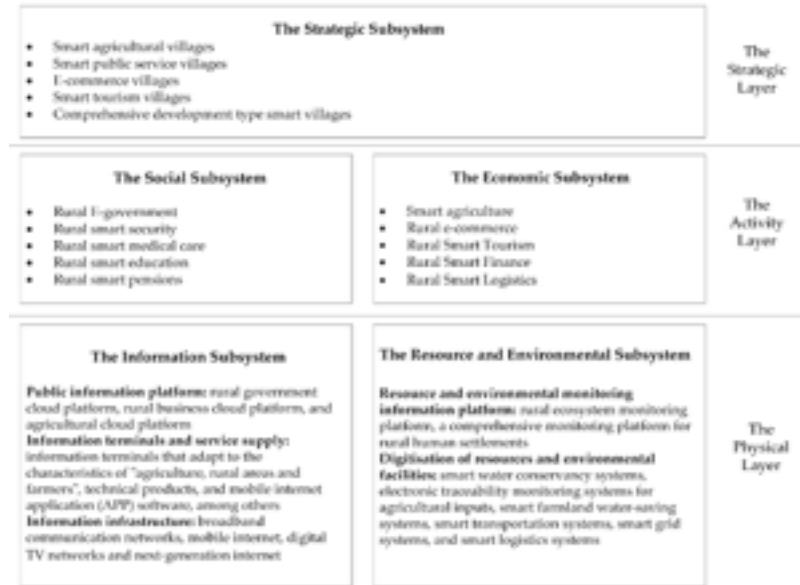 The Strategic Subsystem
• Smart agricultural villages
• Smart public service villages
• E-commerce villages
• Smart tourism villages
• Comprehensive development type smart villages
The
Strategic
Layer
The Social Subsystem
• Rural E-government
• Rural smart security
• Rural smart medical care
• Rural smart education
• Rural smart pensions
The Economic Subsystem
• Smart agriculture
• Rural e-commerce
• Rural Smart Tourism
• Rural Smart Finance
• Rural Smart Logistics
The
Activity
Layer
The Information Subsystem
Public information platform: rural government
cloud platform, rural business cloud platform, and
agricultural cloud platform
Information terminals and service supply:
information terminals that adapt to the
characteristics of "agriculture, rural areas and
farmers", technical products, and mobile internet
application (APP) software, among others
Information infrastructure: broadband
communication networks, mobile internet, digital
TV networks and next-generation internet
The Resource and Environmental Subsystem
Resource and environmental monitoring
information platform: rural ecosystem monitoring
platform, a comprehensive monitoring platform for
rural human settlements
Digitisation of resources and environmental
facilities: smart water conservancy systems,
electronic traceability monitoring systems for
agricultural inputs, smart farmland water-saving
systems, smart transportation systems, smart grid
systems, and smart logistics systems
The
Physical
Layer